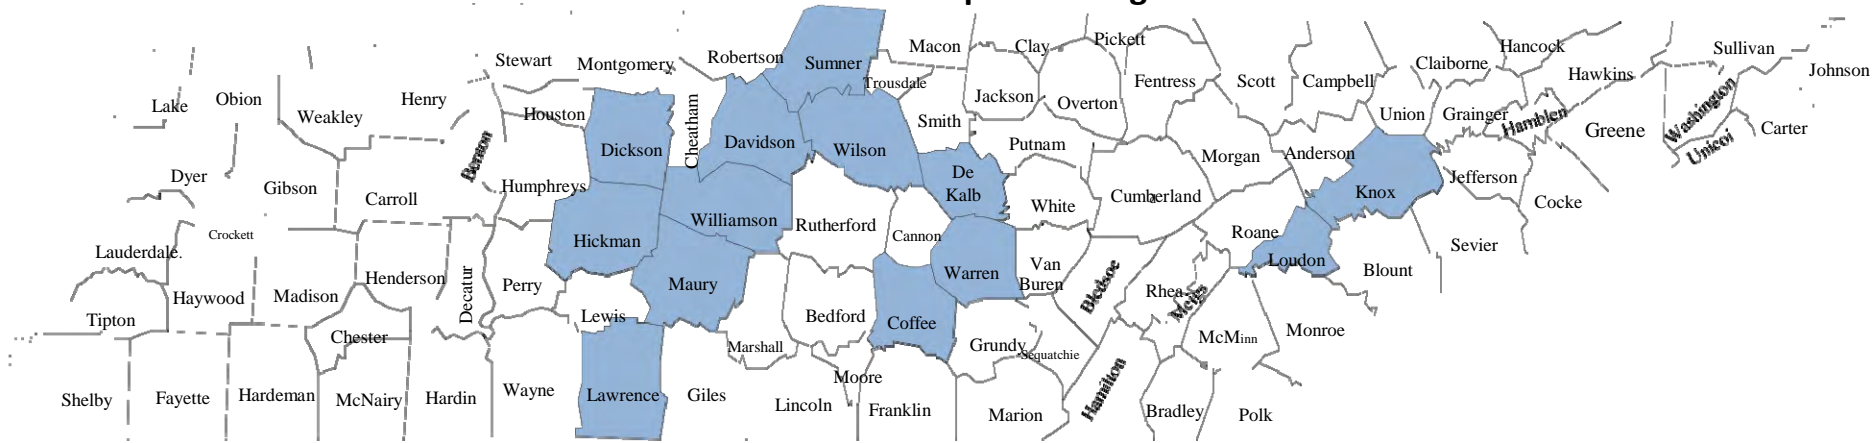 Stewart
Montgomery
Robertson
Sumner
Macon
Clay
Pickett
Hancock
Sullivan
Johnson
Lake
Obion
Weakley
Henry
Houston
Cheatham
Trousdale
Jackson
Overton
Fentress
Scott
Campbell
Claiborne
Hawkins
Washington
Carter
Benton
Dickson
Davidson
Wilson
Smith
Putnam
Morgan
Anderson
Union
Grainger
Hamblen
Greene
Unicoi
Dyer
Gibson
Carroll
Humphreys
Williamson
De
Kalb
White
Cumberland
Knox
Jefferson
Cocke
Crockett
Lauderdale.
Hickman
Rutherford
Cannon
Roane
Sevier
Haywood
Madison
Henderson
Decatur
Perry
Maury
Warren
Van
Buren
Bledsoe
Rhea
Meigs
Loudon
Blount
Tipton
Chester
Lewis
Bedford
Coffee
Marshall
Grundy
Sequatchie
McMinn
Monroe
Shelby
Fayette
Hardeman
McNairy
Hardin
Wayne
Lawrence
Giles
Moore
Lincoln
Franklin
Marion
Hamilton
Bradley
Polk